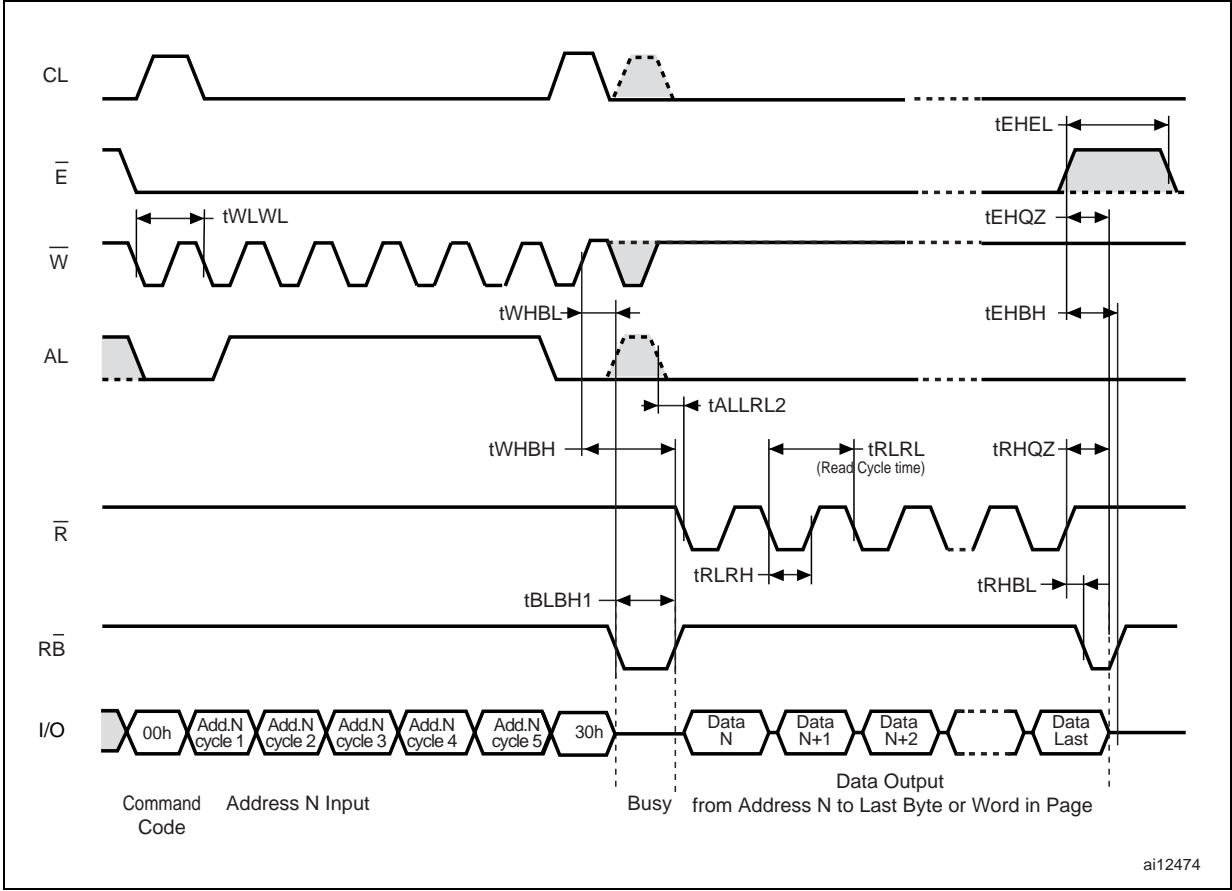 CL
tEHEL
E
tWLWL
tEHQZ
W
tWHBL
tEHBH
AL
tALLRL2
tWHBH
tRLRL
tRHQZ
(Read Cycle time)
R
tRLRH
tRHBL
tBLBH1
RB
I/O
00h
Add.N
cycle 1
Add.N
cycle 2
Add.N
cycle 3
Add.N
cycle 4
Add.N
cycle 5
30h
Data
N
Data
N+1
Data
N+2
Data
Last
Command
Code
Address N Input
Busy
Data Output
from Address N to Last Byte or Word in Page
ai12474